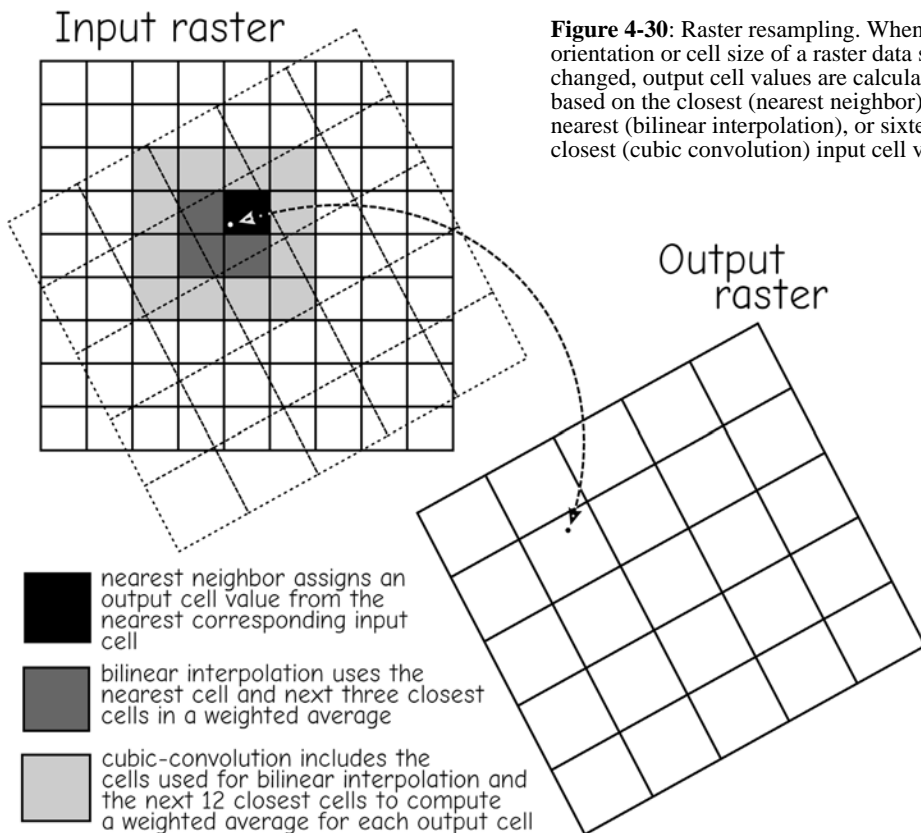 Input raster
Figure 4-30: Raster resampling. When
orientation or cell size of a raster data
changed, output cell values are
based on the closest (nearest neighbor)
nearest (bilinear interpolation), or
closest (cubic convolution) input cell
Output
raster
nearest neighbor assigns an
output cell value from the
nearest corresponding input
cell
bilinear interpolation uses the
nearest cell and next three closest
cells in a weighted average
cubic-convolution includes the
cells used for bilinear interpolation and
the next 12 closest cells to compute
a weighted average for each output cell